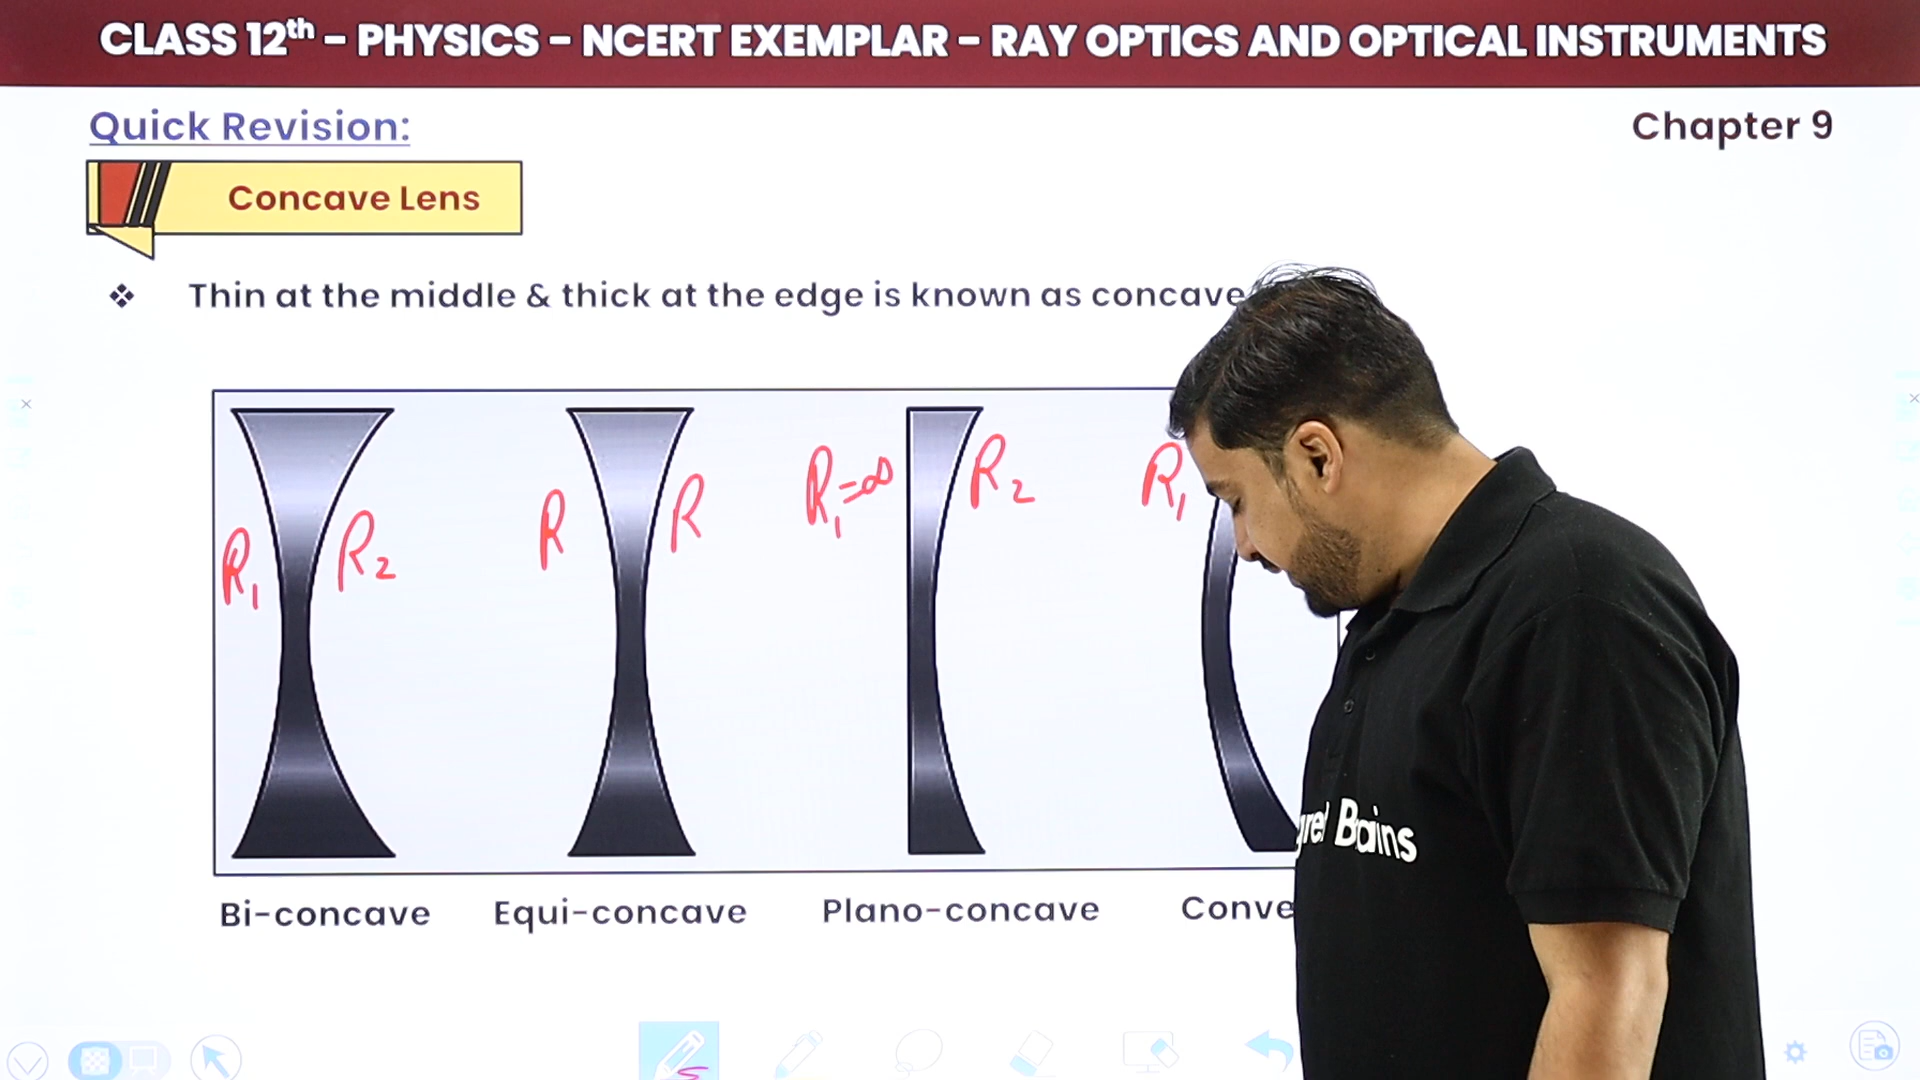 CLASS 12th - PHYSICS - NCERT EXEMPLAR - RAY OPTICS AND OPTICAL INSTRUMENTS
Quick Revision:
Chapter 9
Concave Lens
❖ Thin at the middle & thick at the edge is known as concave
R1 R2 R R R1=∞ R2 R1
Bi-concave Equi-concave Plano-concave Conve
Brains